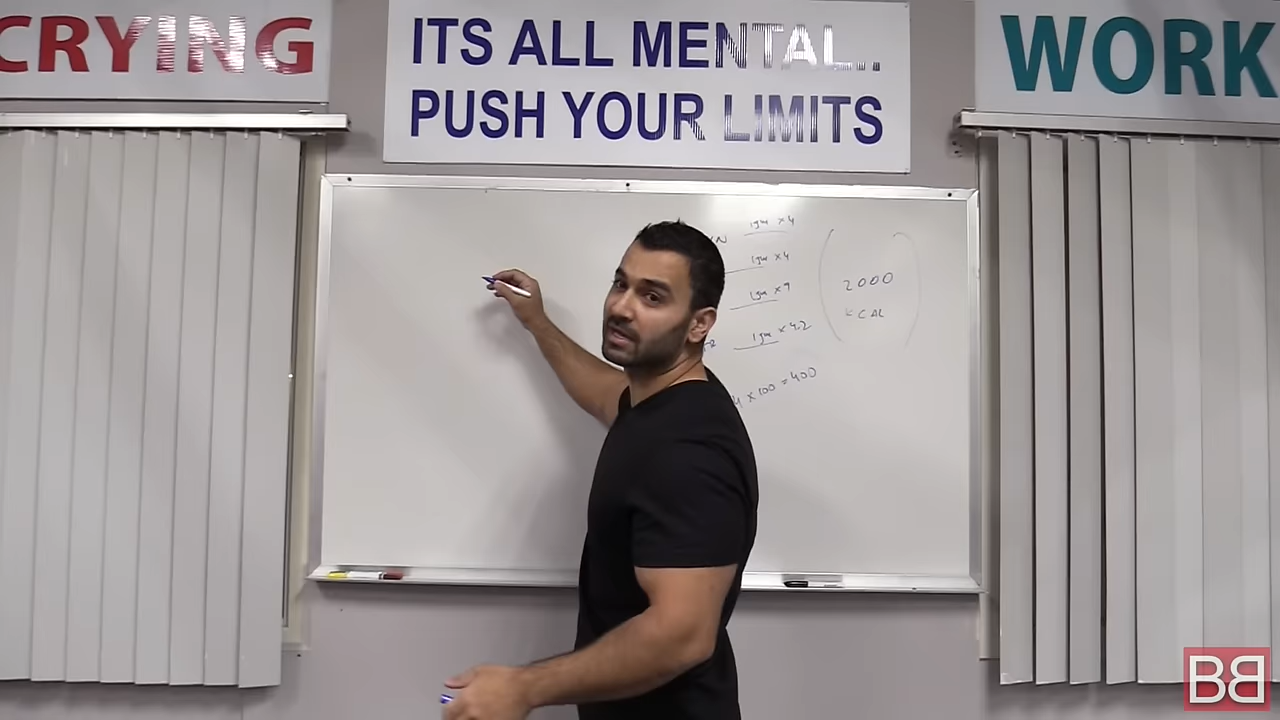 CRYING
ITS ALL MENTAL..
PUSH YOUR LIMITS
WORK
1gm × 4
1gm × 4
1gm × 9
1gm × 4.2
4 × 100 = 400
2000
KCAL
BB